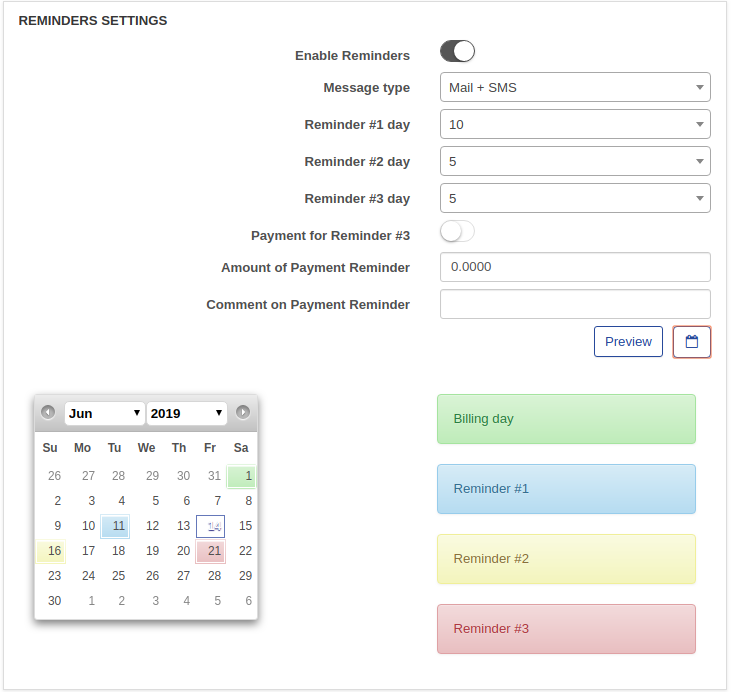 REMINDERS SETTINGS
Enable Reminders
Message type Mail + SMS
Reminder #1 day 10
Reminder #2 day 5
Reminder #3 day 5
Payment for Reminder #3
Amount of Payment Reminder 0.0000
Comment on Payment Reminder
Preview
Jun 2019
Su Mo Tu We Th Fr Sa
26 27 28 29 30 31 1
2 3 4 5 6 7 8
9 10 11 12 13 14 15
16 17 18 19 20 21 22
23 24 25 26 27 28 29
30 1 2 3 4 5 6
Billing day
Reminder #1
Reminder #2
Reminder #3